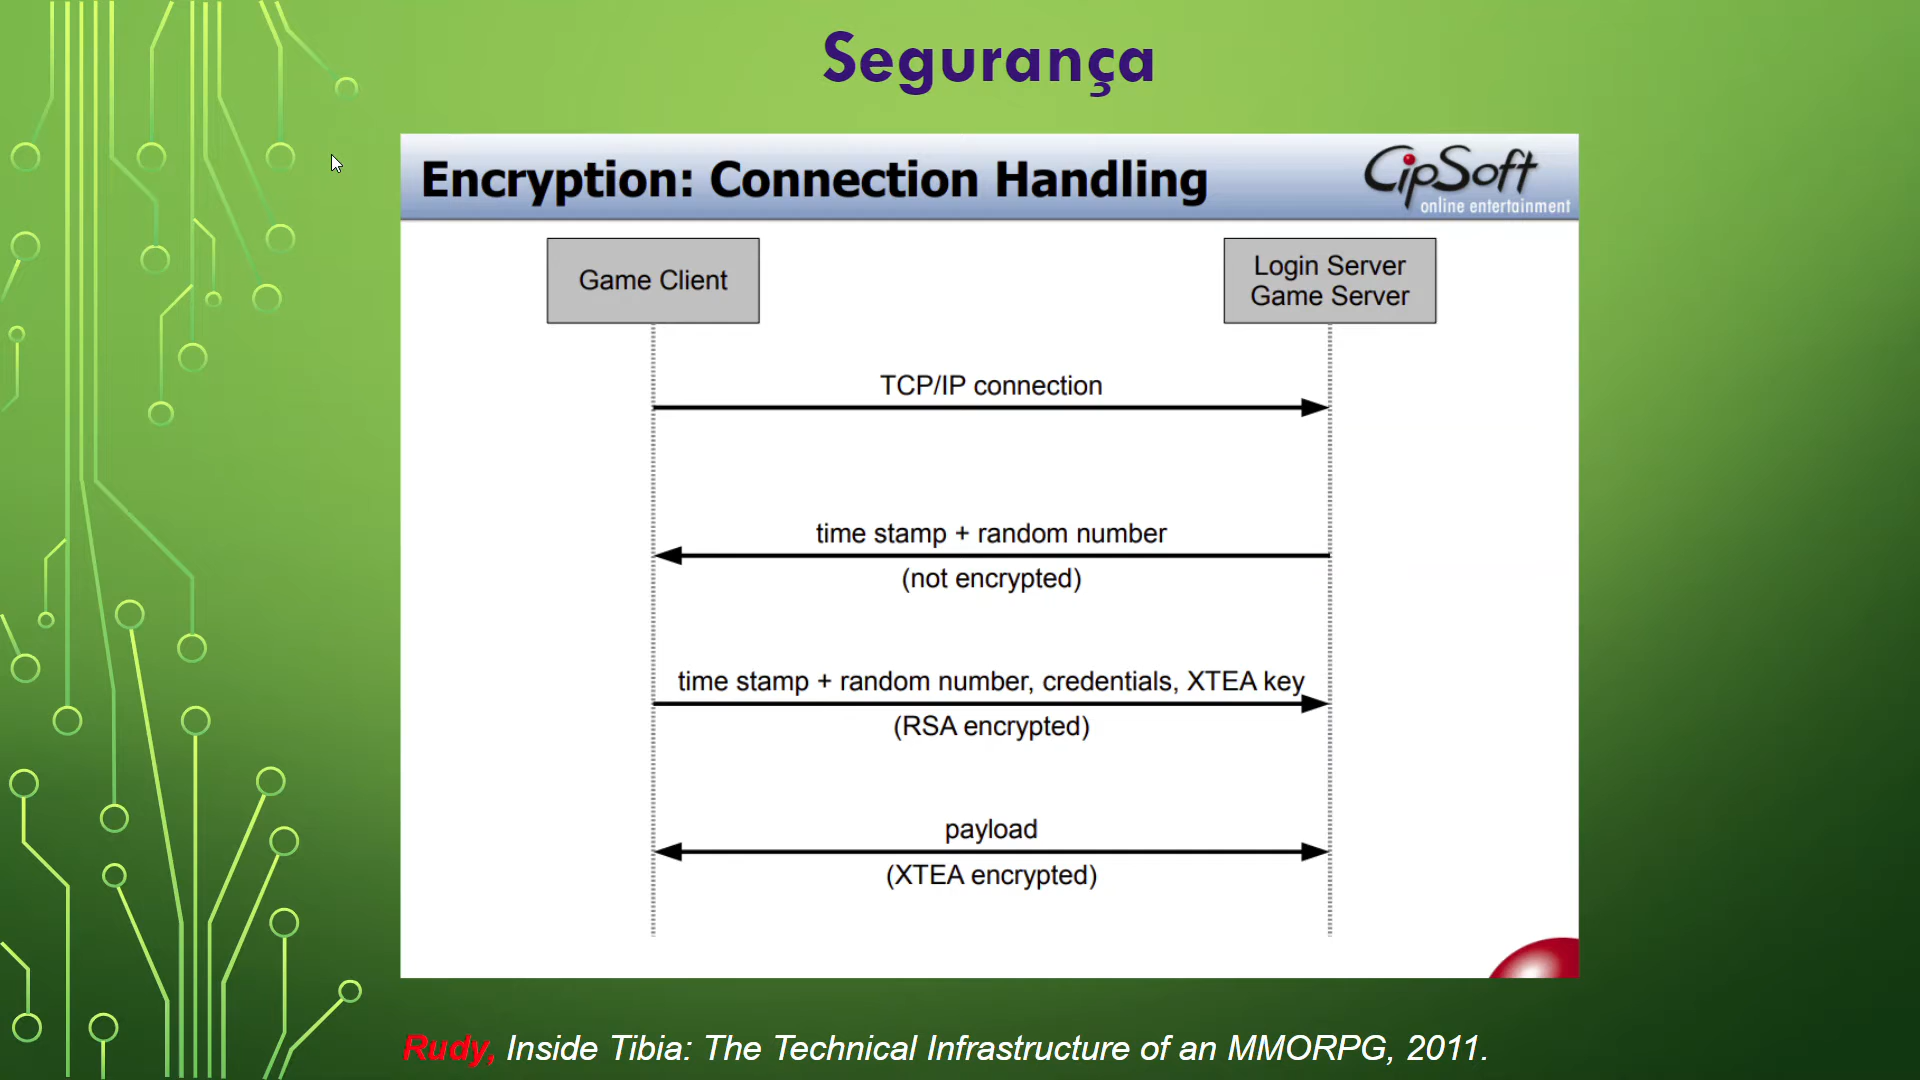 Segurança
Encryption: Connection Handling
CipSoft
online entertainment
Game Client
Login Server
Game Server
TCP/IP connection
time stamp + random number
(not encrypted)
time stamp + random number, credentials, XTEA key
(RSA encrypted)
payload
(XTEA encrypted)
Rudy, Inside Tibia: The Technical Infrastructure of an MMORPG, 2011.